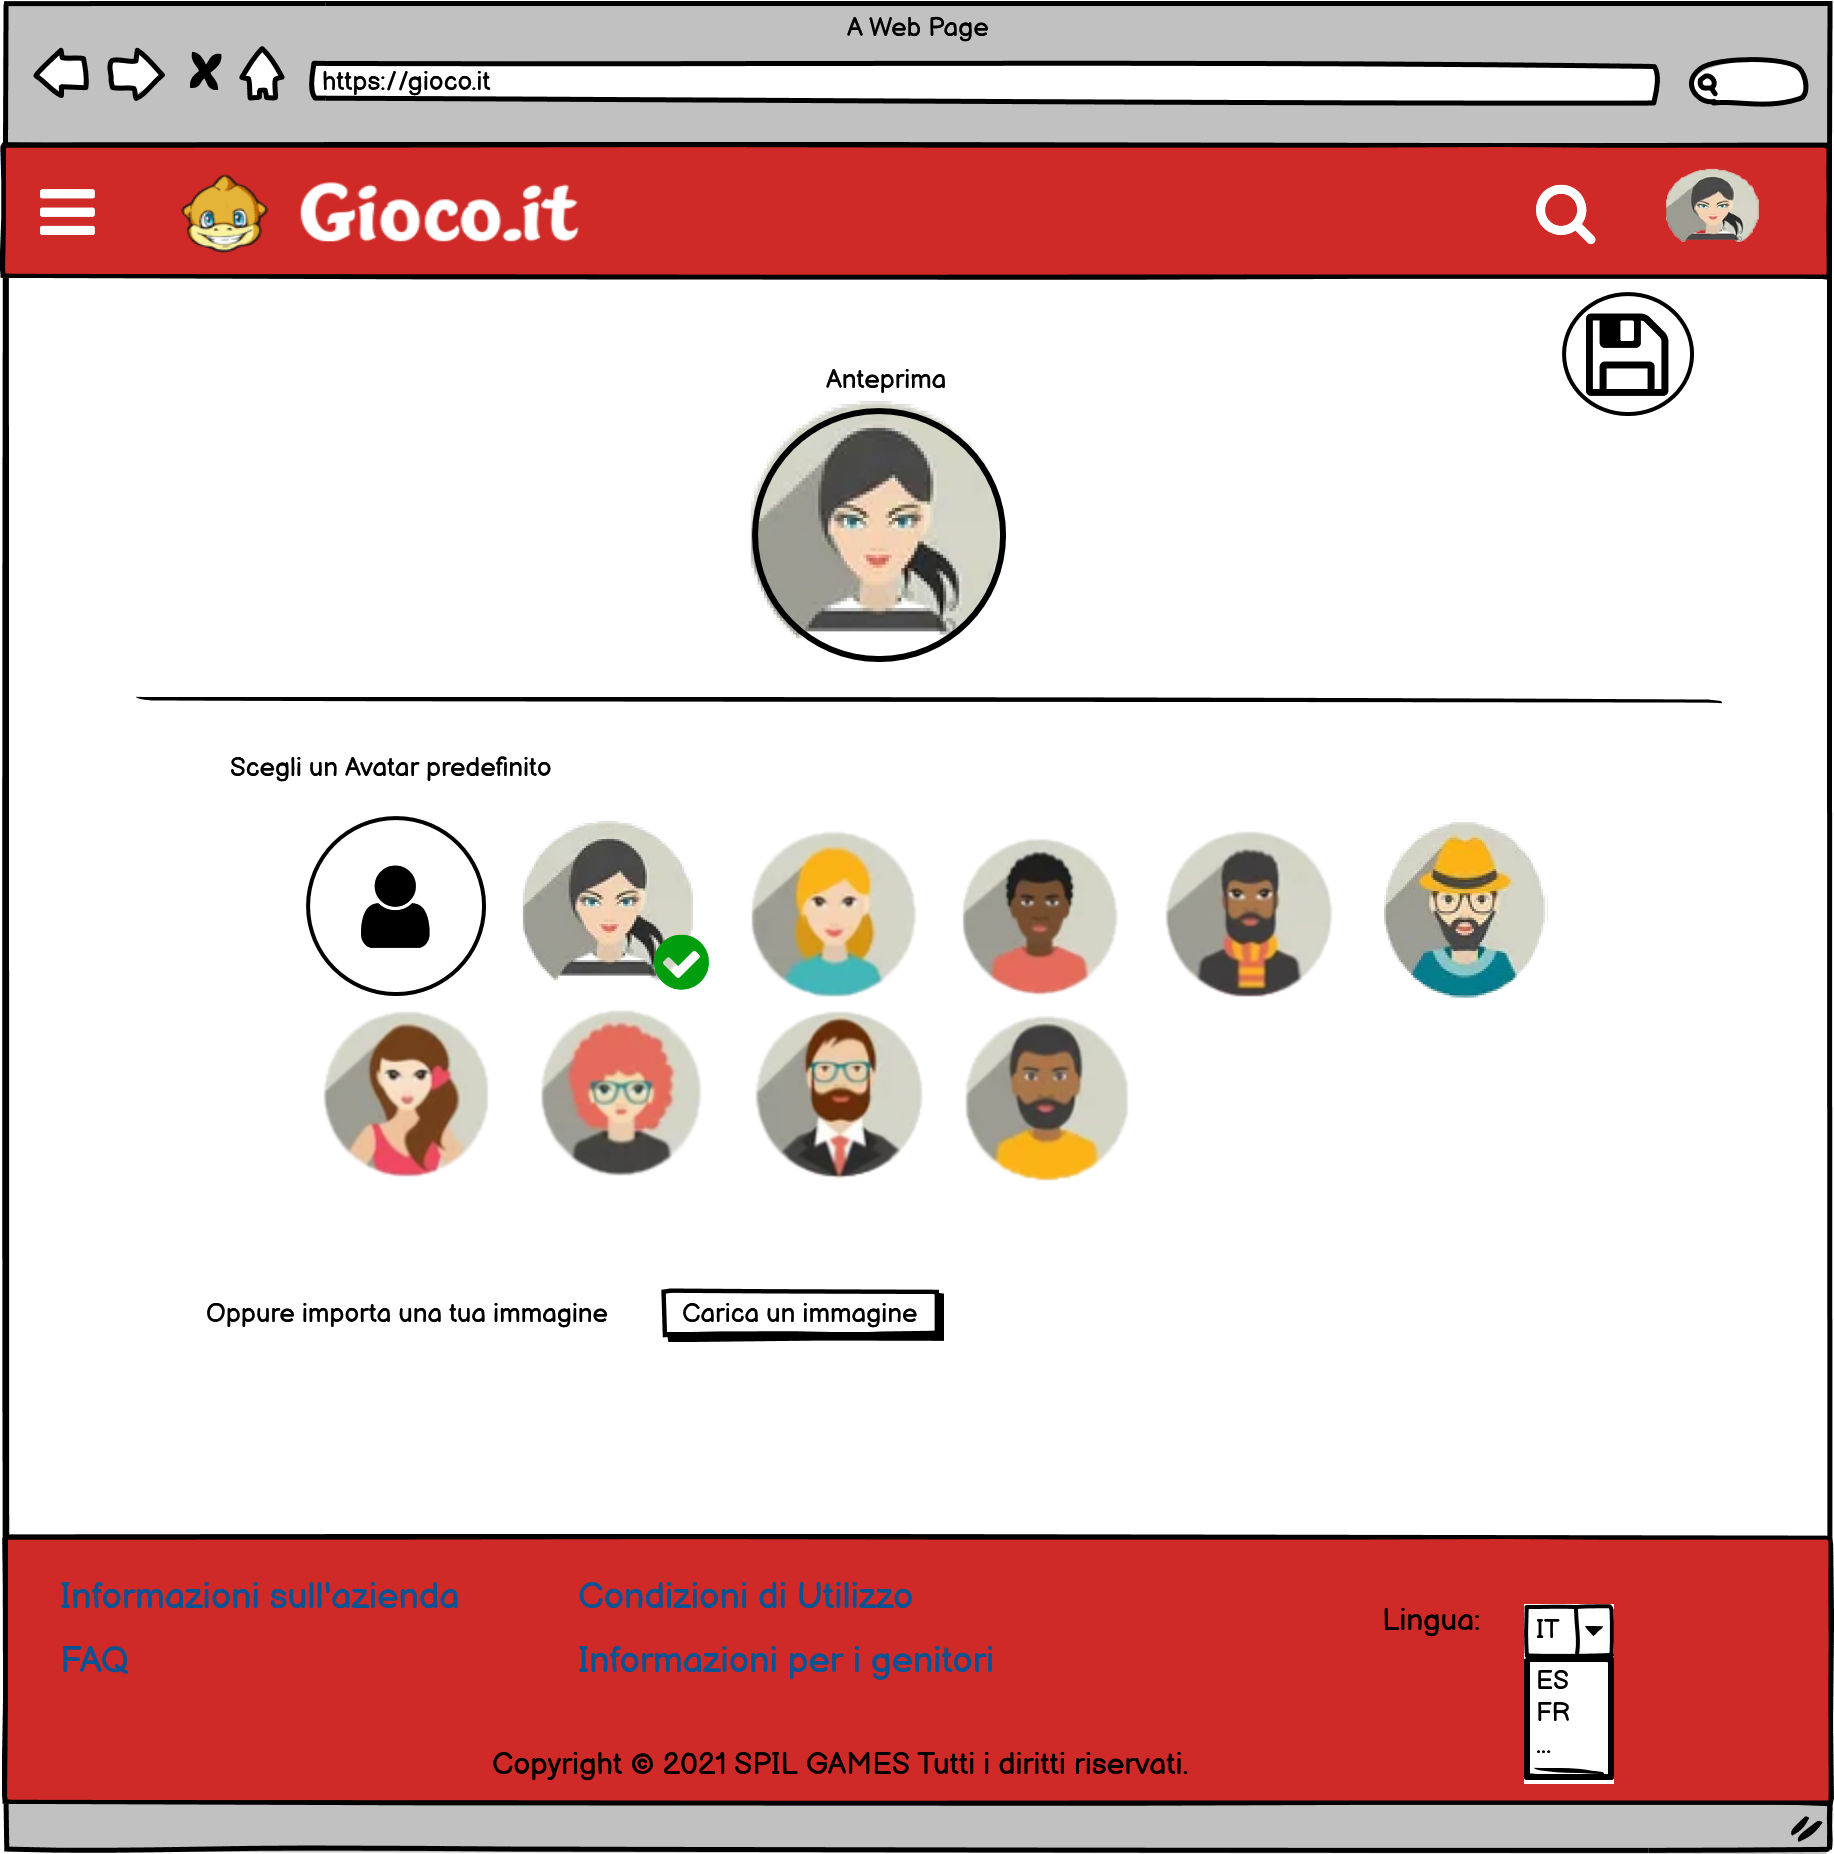 A Web Page
https://gioco.it
Gioco.it
Anteprima
Scegli un Avatar predefinito
Oppure importa una tua immagine
Carica un immagine
Informazioni sull'azienda
Condizioni di Utilizzo
Lingua:
IT
FAQ
Informazioni per i genitori
ES
FR
...
Copyright © 2021 SPIL GAMES Tutti i diritti riservati.